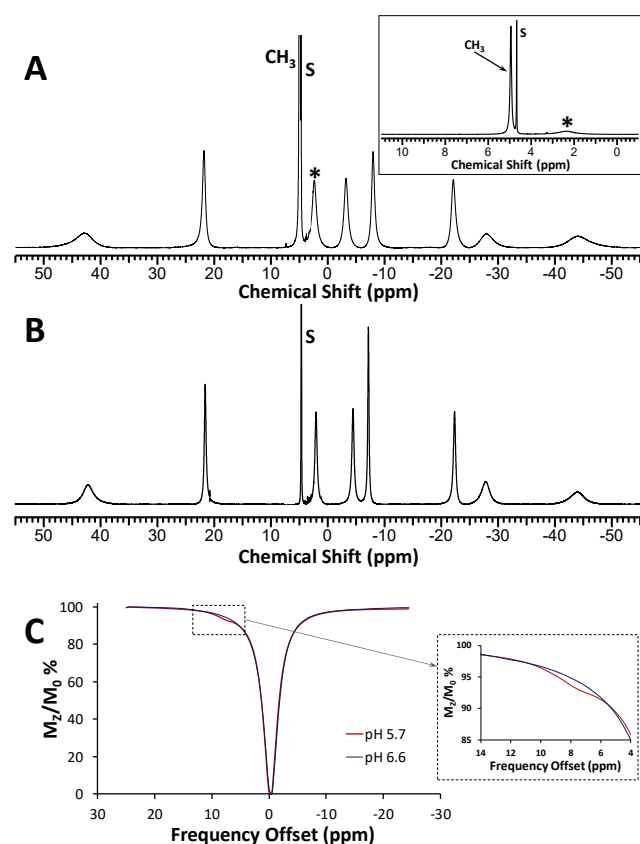 A
CH3
S
*
CH3
S
*
10 8 6 4 2 0
Chemical Shift (ppm)
50 40 30 20 10 0 -10 -20 -30 -40 -50
Chemical Shift (ppm)
B
S
50 40 30 20 10 0 -10 -20 -30 -40 -50
Chemical Shift (ppm)
C
100
80
60
40
20
0
MZ/M0 %
pH 5.7
pH 6.6
30 20 10 0 -10 -20 -30
Frequency Offset (ppm)
100
95
90
85
MZ/M0 %
14 12 10 8 6 4
Frequency Offset (ppm)